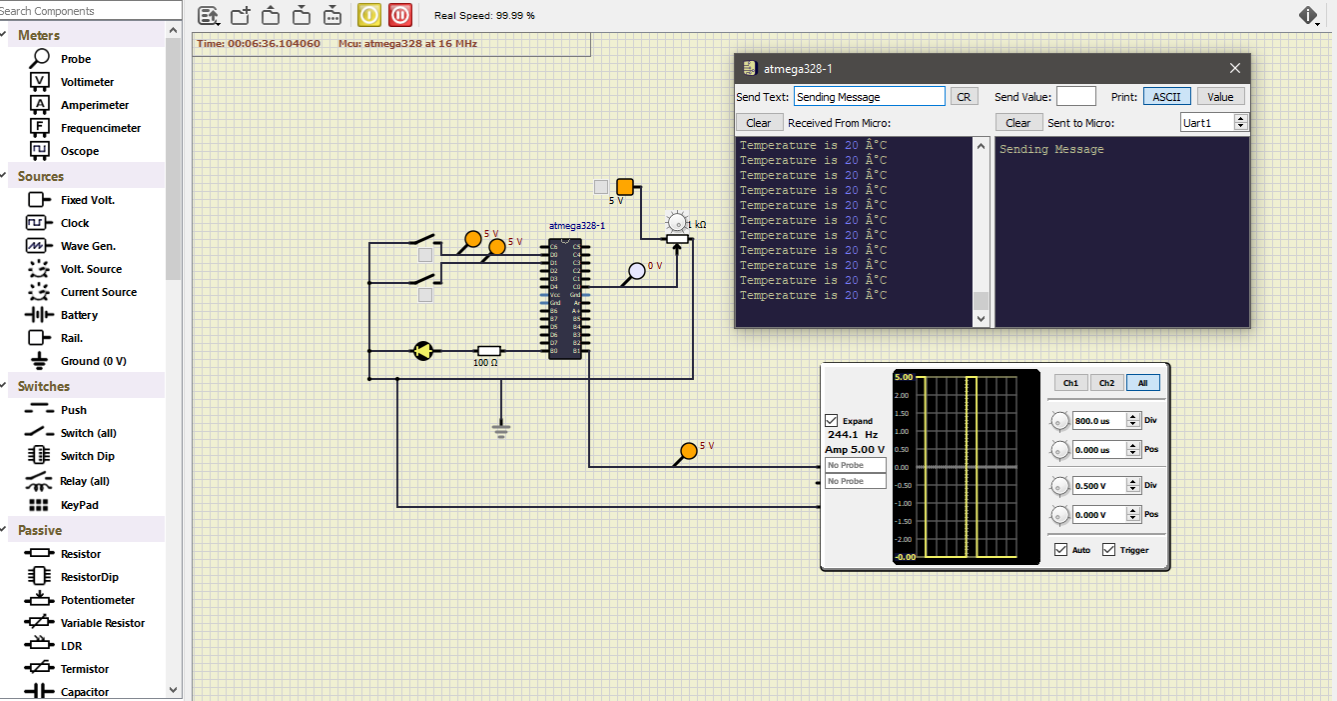 Search Components
Real Speed: 99.99 %
Time: 00:06:36.104060 Mcu: atmega328 at 16 MHz
Meters
Probe
Voltimeter
Amperimeter
Frequencimeter
Oscope
Sources
Fixed Volt.
Clock
Wave Gen.
Volt. Source
Current Source
Battery
Rail.
Ground (0 V)
Switches
Push
Switch (all)
Switch Dip
Relay (all)
KeyPad
Passive
Resistor
ResistorDip
Potentiometer
Variable Resistor
LDR
Termistor
Capacitor
5 V
1 kΩ
atmega328-1
5 V
5 V
0 V
100 Ω
5 V
atmega328-1
Send Text: Sending Message CR Send Value: Print: ASCII Value
Clear Received From Micro: Clear Sent to Micro: Uart1
Temperature is 20 Â°C
Temperature is 20 Â°C
Temperature is 20 Â°C
Temperature is 20 Â°C
Temperature is 20 Â°C
Temperature is 20 Â°C
Temperature is 20 Â°C
Temperature is 20 Â°C
Temperature is 20 Â°C
Temperature is 20 Â°C
Temperature is 20 Â°C
Sending Message
Expand
244.1 Hz
Amp 5.00 V
No Probe
No Probe
5.00
2.00
1.50
1.00
0.50
0.00
-0.50
-1.00
-1.50
-2.00
-0.00
Ch1 Ch2 All
800.0 us Div
0.000 us Pos
0.500 V Div
0.000 V Pos
Auto Trigger